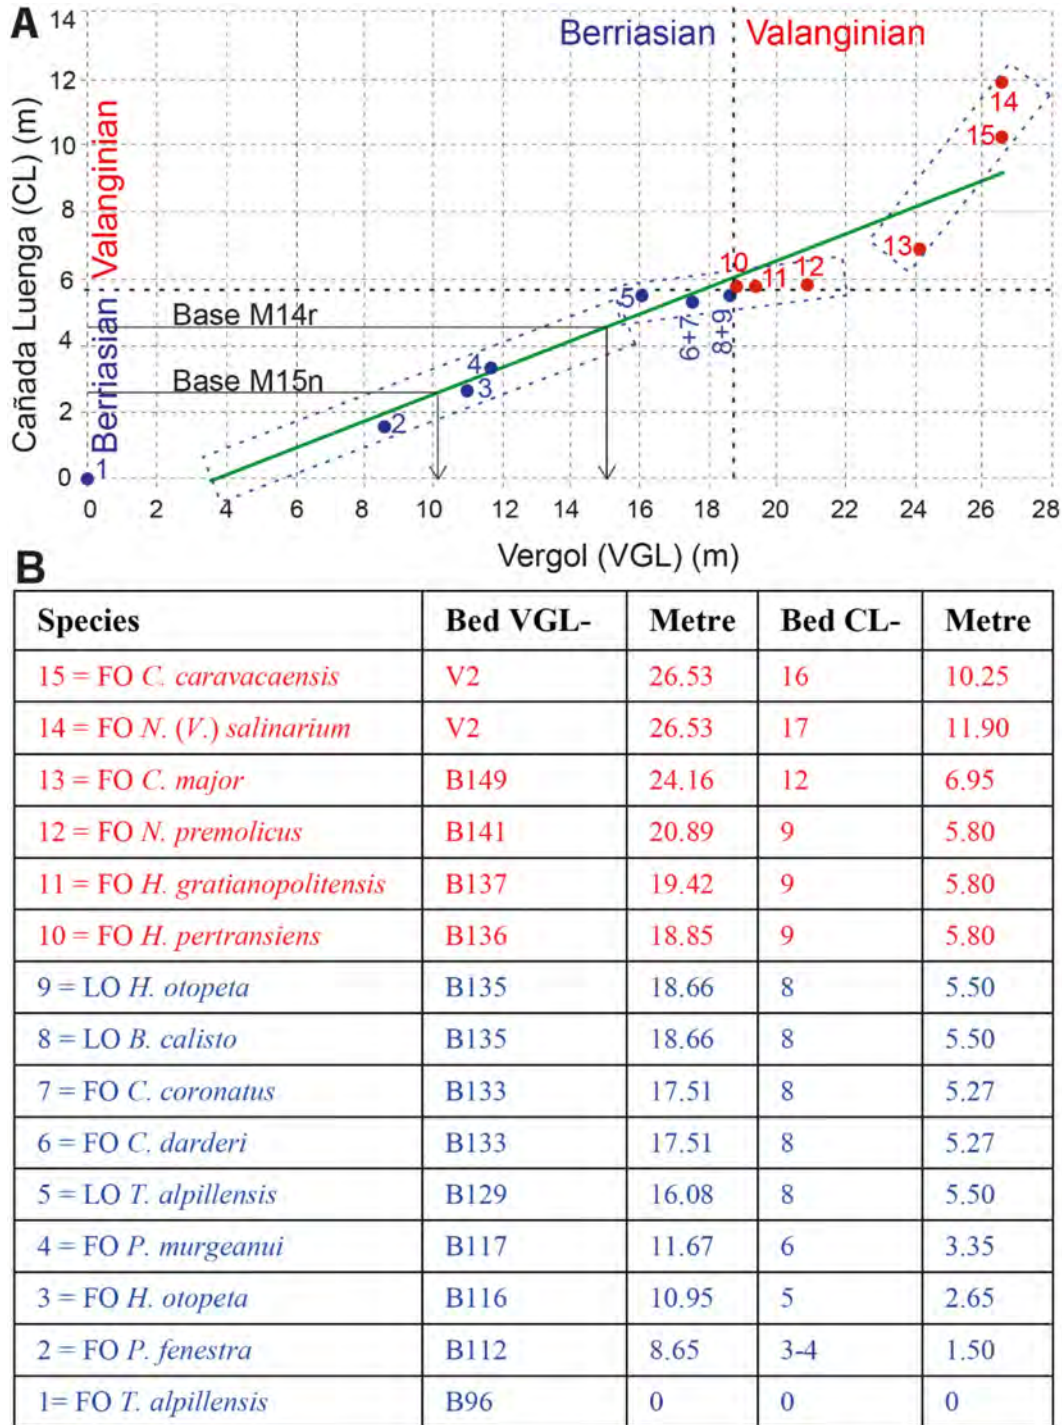 A
14
12
10
8
6
4
2
0
Cañada Luenga (CL) (m)
Berriasian
Valanginian
Berriasian
Valanginian
Base M14r
Base M15n
1
2
3
4
5
6+7
8+9
10
11
12
13
14
15
0 2 4 6 8 10 12 14 16 18 20 22 24 26 28
Vergol (VGL) (m)
B
Species Bed VGL- Metre Bed CL- Metre
15 = FO C. caravacaensis V2 26.53 16 10.25
14 = FO N. (V.) salinarium V2 26.53 17 11.90
13 = FO C. major B149 24.16 12 6.95
12 = FO N. premolicus B141 20.89 9 5.80
11 = FO H. gratianopolitensis B137 19.42 9 5.80
10 = FO H. pertransiens B136 18.85 9 5.80
9 = LO H. otopeta B135 18.66 8 5.50
8 = LO B. calisto B135 18.66 8 5.50
7 = FO C. coronatus B133 17.51 8 5.27
6 = FO C. darderi B133 17.51 8 5.27
5 = LO T. alpillensis B129 16.08 8 5.50
4 = FO P. murgeanui B117 11.67 6 3.35
3 = FO H. otopeta B116 10.95 5 2.65
2 = FO P. fenestra B112 8.65 3-4 1.50
1= FO T. alpillensis B96 0 0 0